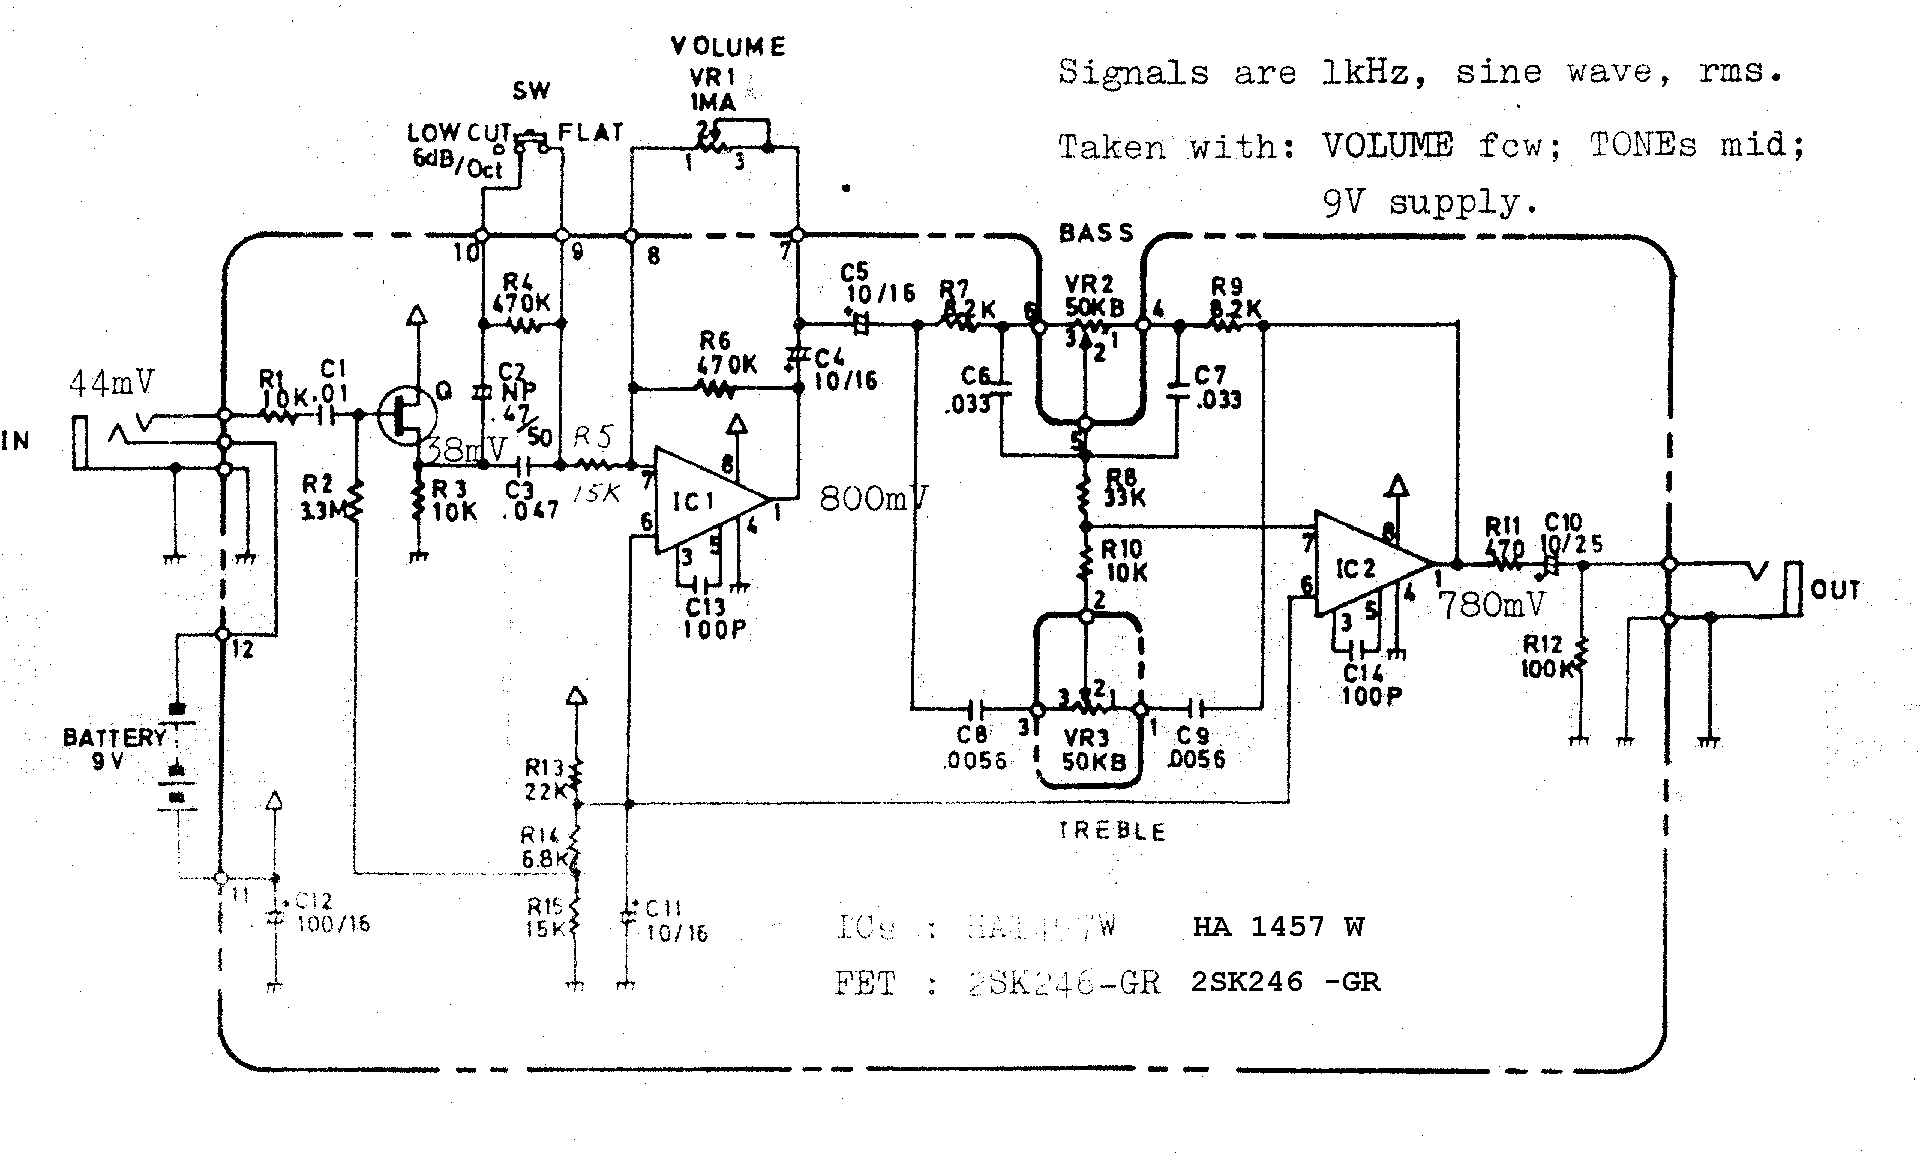 VOLUME
VR1
1MA
2
1
3
SW
LOW CUT
FLAT
6dB/Oct
Signals are 1kHz, sine wave, rms.
Taken with: VOLUME fcw; TONEs mid;
9V supply.
10
9
8
7
BASS
R4
470K
C5
10/16
R7
8.2K
6
VR2
50KB
3
2
1
4
R9
8.2K
44mV
R1
10K
C1
.01
Q
C2
NP
.47/50
R6
470K
C4
10/16
C6
.033
C7
.033
5
IN
38mV
R5
15K
R2
3.3M
R3
10K
C3
.047
7
6
IC1
8
1
4
5
3
800mV
C13
100P
R8
33K
R10
10K
2
7
6
IC2
8
1
4
5
3
780mV
C14
100P
R11
470
C10
10/25
OUT
R12
100K
12
BATTERY
9V
11
C12
100/16
R13
22K
R14
6.8K
R15
15K
C11
10/16
C8
.0056
3
3
2
1
VR3
50KB
1
C9
.0056
TREBLE
ICs : HA1457W HA 1457 W
FET : 2SK246-GR 2SK246 -GR